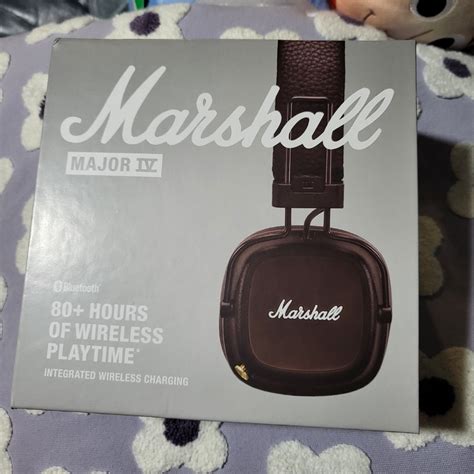 Marshall
MAJOR IV
Bluetooth®
80+ HOURS
OF WIRELESS
PLAYTIME*
INTEGRATED WIRELESS CHARGING
Marshall